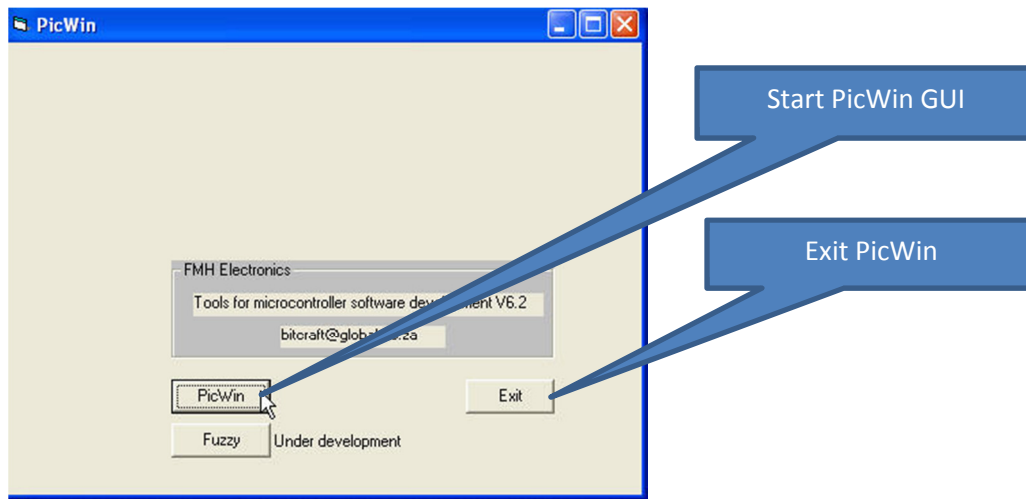 PicWin
Start PicWin GUI
Exit PicWin
FMH Electronics
Tools for microcontroller software V6.2
PicWin
Exit
Fuzzy
Under development